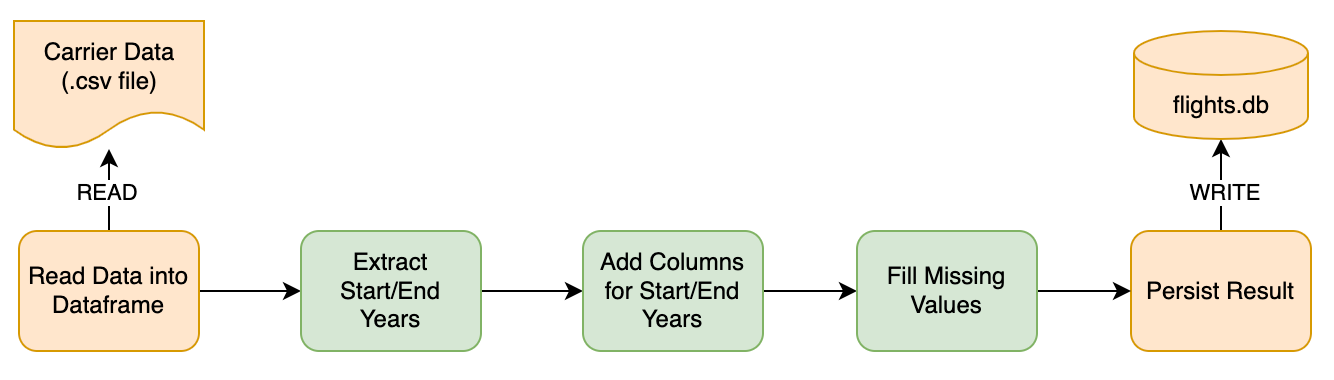 Carrier Data
(.csv file)
flights.db
READ
WRITE
Read Data into
Dataframe
Extract
Start/End
Years
Add Columns
for Start/End
Years
Fill Missing
Values
Persist Result